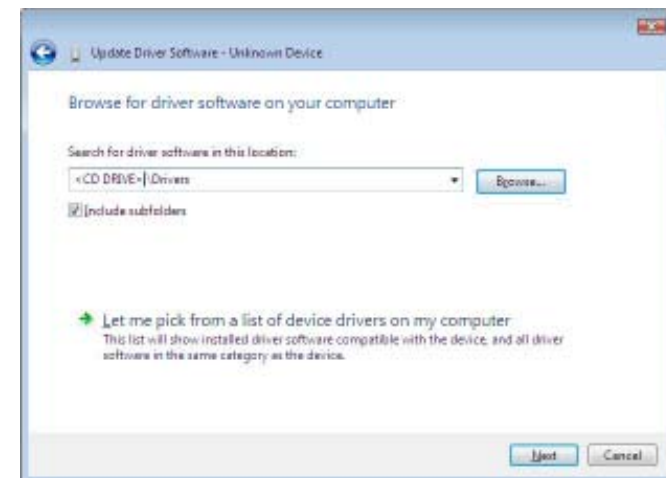 Update Driver Software - Unknown Device
Browse for driver software on your computer
Search for driver software in this location:
<CD DRIVE>\Drivers
Browse...
Include subfolders
Let me pick from a list of device drivers on my computer
This list will show installed driver software compatible with the device, and all driver
software in the same category as the device.
Next
Cancel